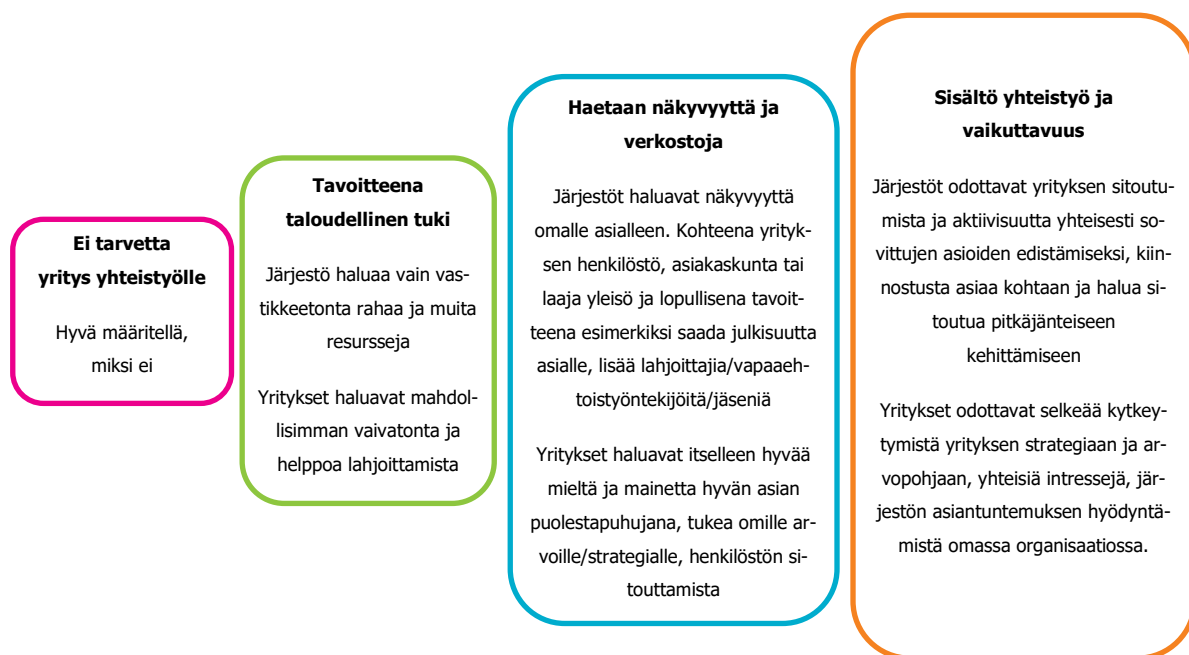 Ei tarvetta
yritys yhteistyölle
Hyvä määritellä,
miksi ei
Tavoitteena
taloudellinen tuki
Järjestö haluaa vain vas-
tikkeetonta rahaa ja muita
resursseja
Yritykset haluavat mahdol-
lisimman vaivatonta ja
helppoa lahjoittamista
Haetaan näkyvyyttä ja
verkostoja
Järjestöt haluavat näkyvyyttä
omalle asialleen. Kohteena yrityk-
sen henkilöstö, asiakaskunta tai
laaja yleisö ja lopullisena tavoit-
teena esimerkiksi saada julkisuutta
asialle, lisää lahjoittajia/vapaaeh-
toistyöntekijöitä/jäseniä
Yritykset haluavat itselleen hyvää
mieltä ja mainetta hyvän asian
puolestapuhujana, tukea omille ar-
voille/strategialle, henkilöstön si-
touttamista
Sisältö yhteistyö ja
vaikuttavuus
Järjestöt odottavat yrityksen sitoutu-
mista ja aktiivisuutta yhteisesti so-
vittujen asioiden edistämiseksi, kiin-
nostusta asiaa kohtaan ja halua si-
toutua pitkäjänteiseen
kehittämiseen
Yritykset odottavat selkeää kytkey-
tymistä yrityksen strategiaan ja ar-
vopohjaan, yhteisiä intressejä, jär-
jestön asiantuntemuksen hyödyntä-
mistä omassa organisaatiossa.